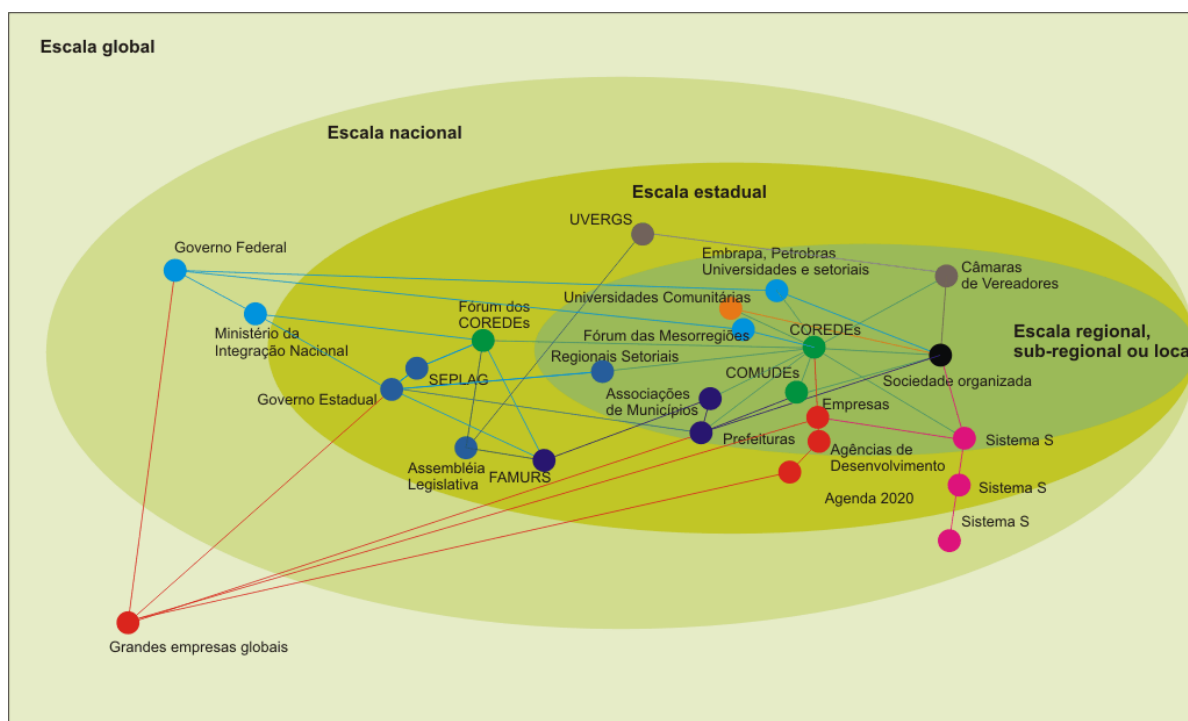 Escala global
Escala nacional
Escala estadual
UVERGS
Governo Federal
Embrapa, Petrobras
Universidades e setoriais
Câmaras
de Vereadores
Universidades Comunitárias
Fórum dos
COREDEs
Ministério da
Integração Nacional
Fórum das Mesorregiões
COREDEs
Escala regional,
sub-regional ou loca
Regionais Setoriais
SEPLAG
COMUDEs
Sociedade organizada
Governo Estadual
Associações
de Municípios
Empresas
Prefeituras
Sistema S
Agências de
Desenvolvimento
Assembléia
Legislativa
FAMURS
Agenda 2020
Sistema S
Sistema S
Grandes empresas globais